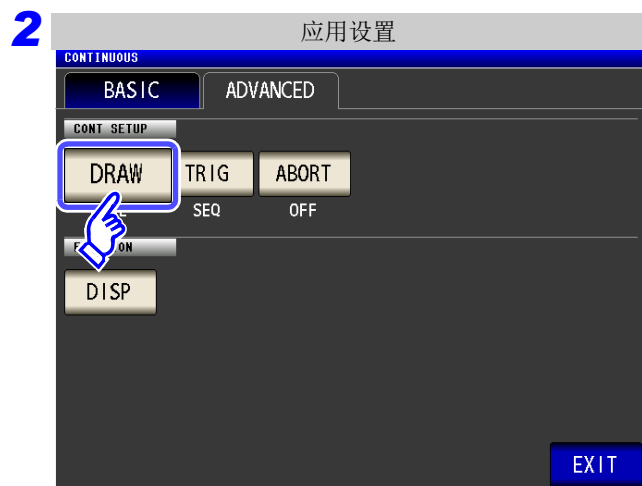 2
应用设置
CONTINUOUS
BASIC ADVANCED
CONT SETUP
DRAW TRIG ABORT
SEQ OFF
DISP
EXIT